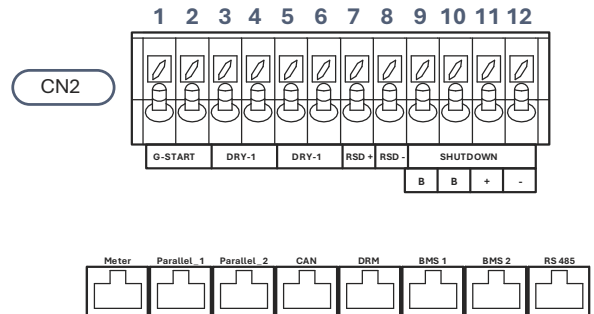 1 2 3 4 5 6 7 8 9 10 11 12
CN2
G-START DRY-1 DRY-1 RSD + RSD - SHUTDOWN
B B + -
Meter Parallel_1 Parallel_2 CAN DRM BMS 1 BMS 2 RS 485